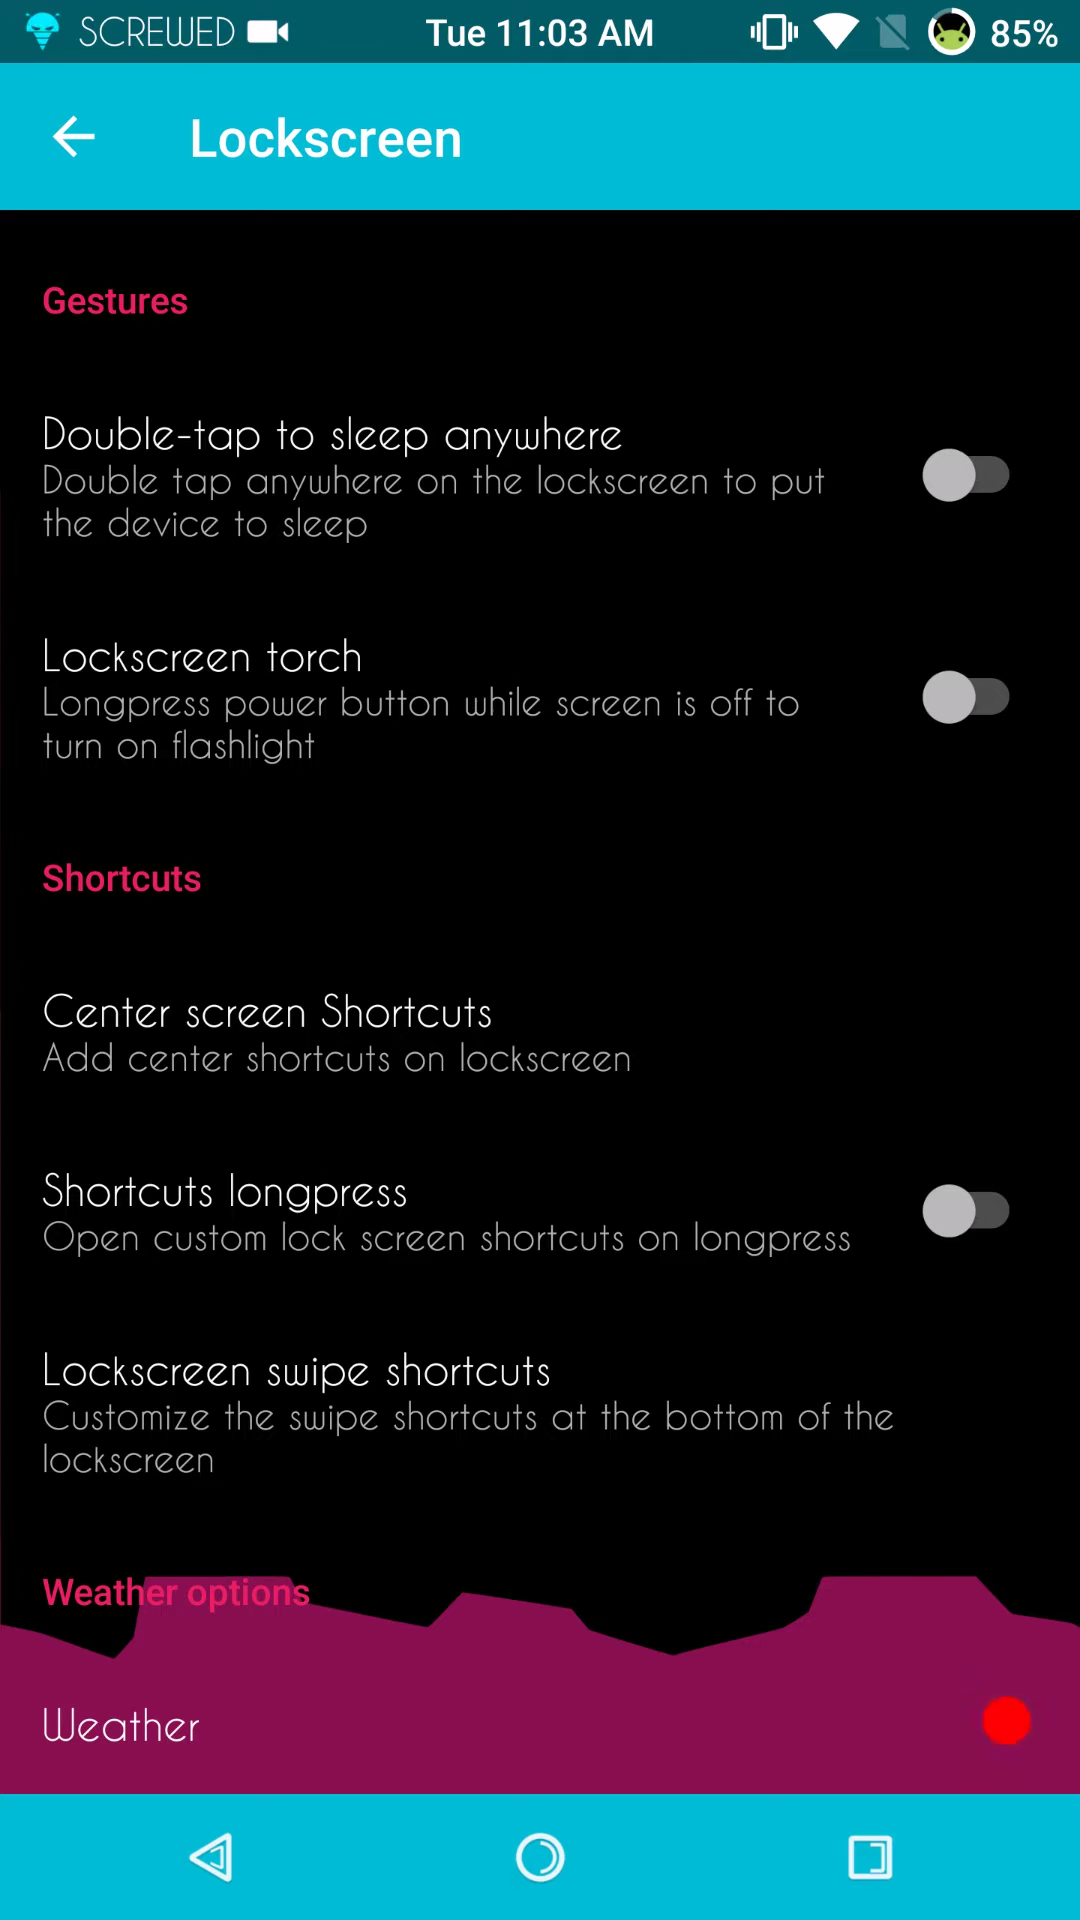 SCREWED Tue 11:03 AM 85%
Lockscreen
Gestures
Double-tap to sleep anywhere
Double tap anywhere on the lockscreen to put
the device to sleep
Lockscreen torch
Longpress power button while screen is off to
turn on flashlight
Shortcuts
Center screen Shortcuts
Add center shortcuts on lockscreen
Shortcuts longpress
Open custom lock screen shortcuts on longpress
Lockscreen swipe shortcuts
Customize the swipe shortcuts at the bottom of the
lockscreen
Weather options
Weather